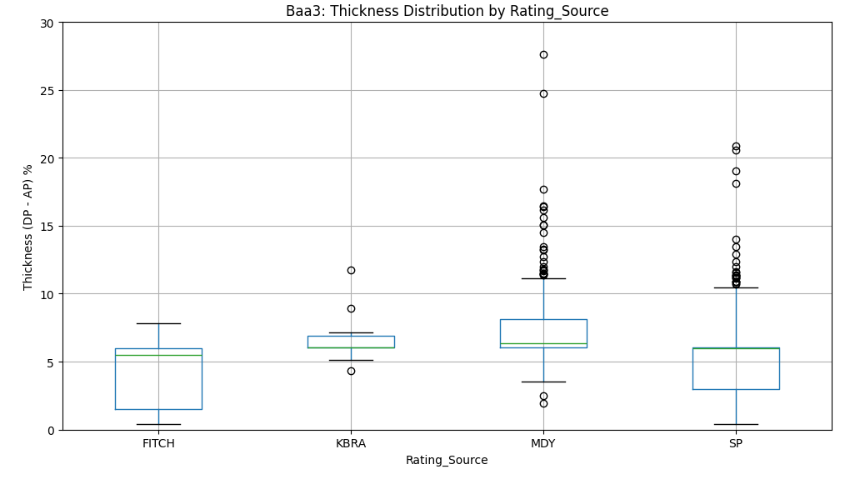 Baa3: Thickness Distribution by Rating_Source
30
25
20
15
10
5
0
Thickness (DP - AP) %
FITCH
KBRA
MDY
SP
Rating_Source